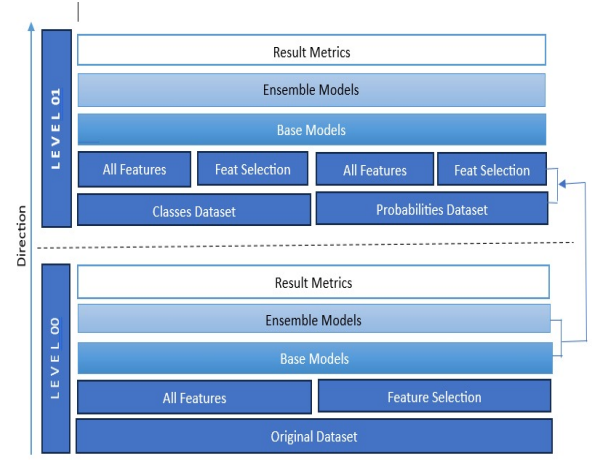 Direction
LEVEL 01
Result Metrics
Ensemble Models
Base Models
All Features
Feat Selection
All Features
Feat Selection
Classes Dataset
Probabilities Dataset
LEVEL 00
Result Metrics
Ensemble Models
Base Models
All Features
Feature Selection
Original Dataset